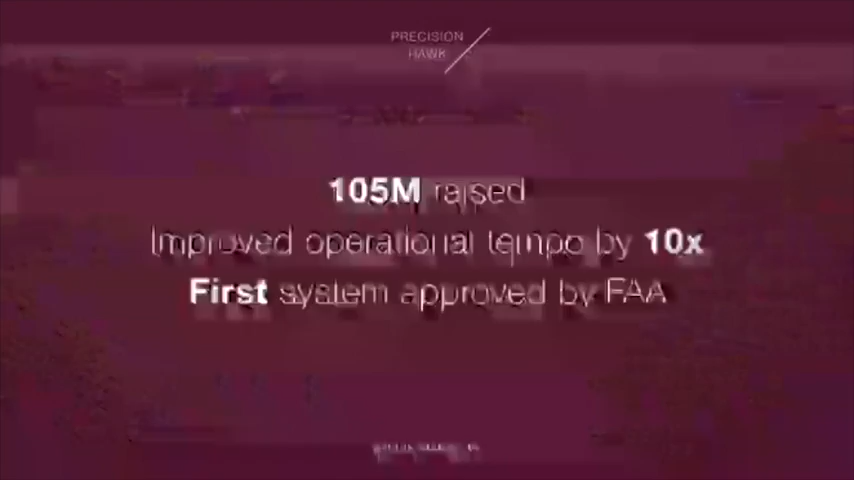 PRECISION
HAWK
105M raised
Improved operational tempo by 10x
First system approved by FAA